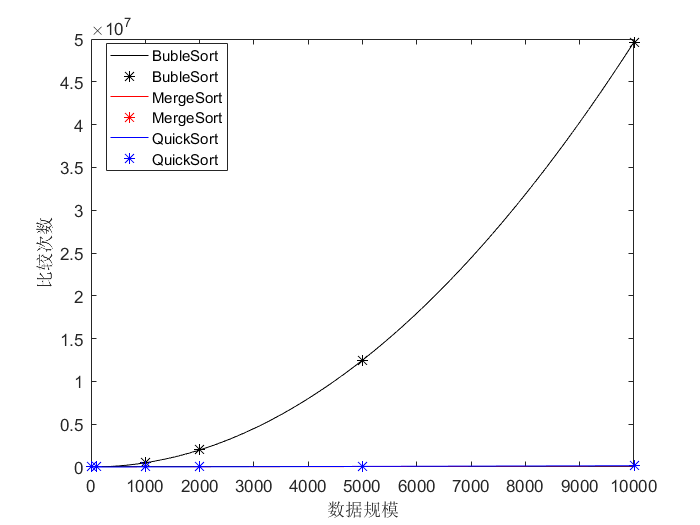 ×10^7
5
4.5
4
3.5
3
2.5
2
1.5
1
0.5
0
比较次数
BubleSort
BubleSort
MergeSort
MergeSort
QuickSort
QuickSort
0 1000 2000 3000 4000 5000 6000 7000 8000 9000 10000
数据规模